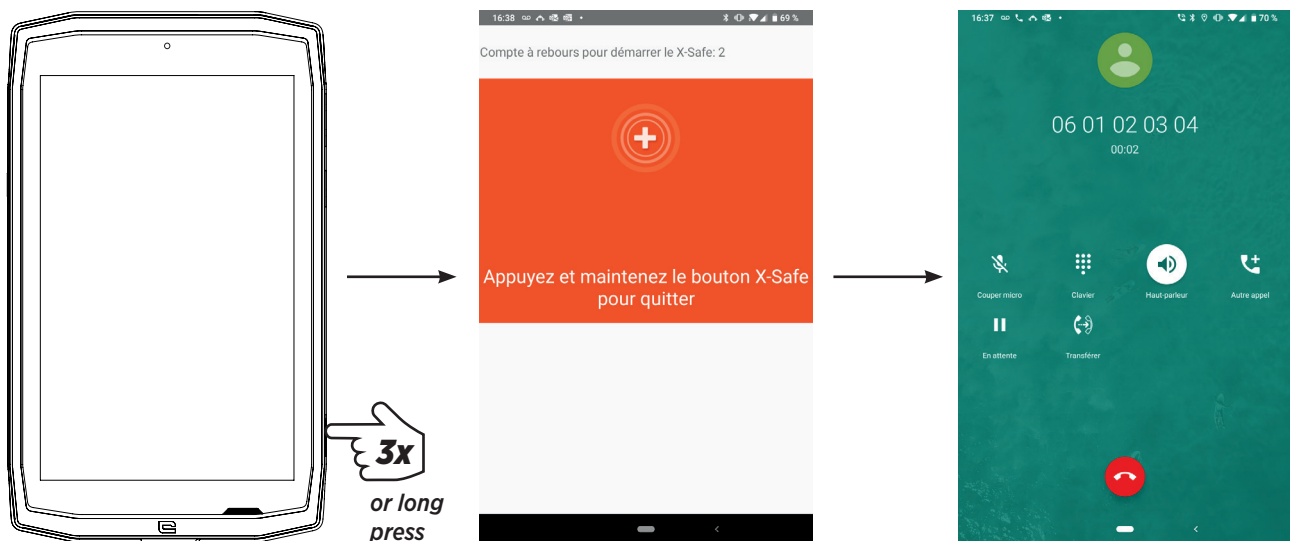 3x
or long
press
16:38
69 %
Compte à rebours pour démarrer le X-Safe: 2
Appuyez et maintenez le bouton X-Safe
pour quitter
16:37
70 %
06 01 02 03 04
00:02
Couper micro
Clavier
Haut-parleur
Autre appel
En attente
Transférer